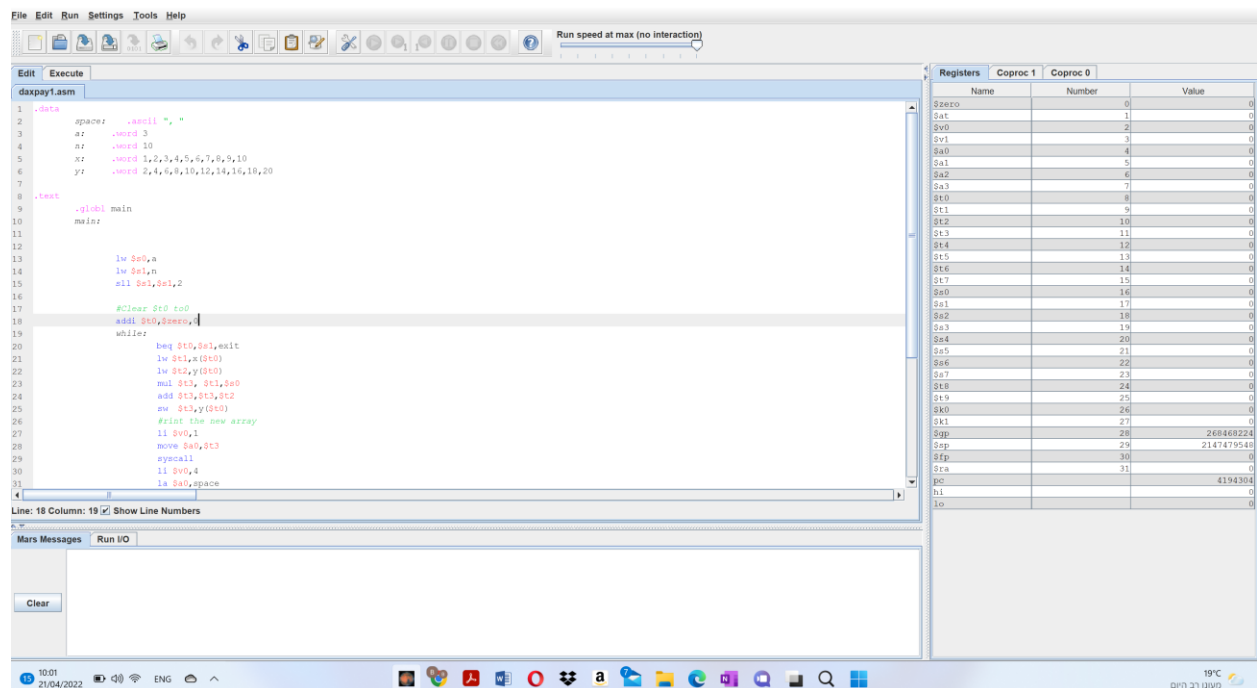 File Edit Run Settings Tools Help
Run speed at max (no interaction)
Edit Execute
daxpay1.asm
1 .data
2 space: .ascii ", "
3 a: .word 3
4 n: .word 10
5 x: .word 1,2,3,4,5,6,7,8,9,10
6 y: .word 2,4,6,8,10,12,14,16,18,20
7
8 .text
9 .globl main
10 main:
11
12
13 lw $s0,a
14 lw $s1,n
15 sll $s1,$s1,2
16
17 #Clear $t0 to0
18 addi $t0,$zero,0
19 while:
20 beq $t0,$s1,exit
21 lw $t1,x($t0)
22 lw $t2,y($t0)
23 mul $t3, $t1,$s0
24 add $t3,$t3,$t2
25 sw $t3,y($t0)
26 #rint the new array
27 li $v0,1
28 move $a0,$t3
29 syscall
30 li $v0,4
31 la $a0,space
Line: 18 Column: 19 Show Line Numbers
Mars Messages Run I/O
Clear
Registers Coproc 1 Coproc 0
Name Number Value
$zero 0 0
$at 1 0
$v0 2 0
$v1 3 0
$a0 4 0
$a1 5 0
$a2 6 0
$a3 7 0
$t0 8 0
$t1 9 0
$t2 10 0
$t3 11 0
$t4 12 0
$t5 13 0
$t6 14 0
$t7 15 0
$s0 16 0
$s1 17 0
$s2 18 0
$s3 19 0
$s4 20 0
$s5 21 0
$s6 22 0
$s7 23 0
$t8 24 0
$t9 25 0
$k0 26 0
$k1 27 0
$gp 28 268468224
$sp 29 2147479548
$fp 30 0
$ra 31 0
pc 4194304
hi 0
lo 0
15 10:01
21/04/2022 ENG
19°C
מעונן רב היום